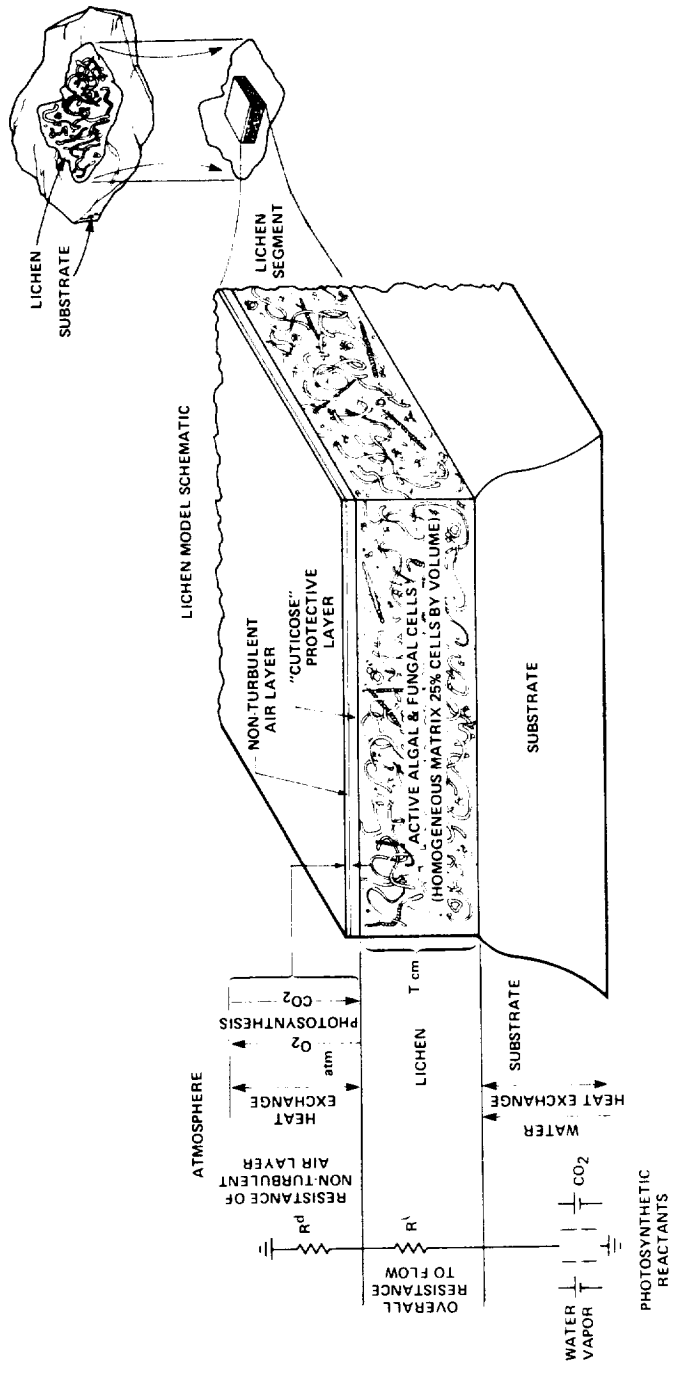 LICHEN MODEL SCHEMATIC
LICHEN
SUBSTRATE
LICHEN
SEGMENT
NON-TURBULENT
AIR LAYER
"CUTICOSE"
PROTECTIVE
LAYER
ACTIVE ALGAL & FUNGAL CELLS
(HOMOGENEOUS MATRIX 25% CELLS BY VOLUME)
SUBSTRATE
ATMOSPHERE
HEAT
EXCHANGE
atm
O2
PHOTOSYNTHESIS
CO2
T cm
LICHEN
SUBSTRATE
WATER
HEAT EXCHANGE
RESISTANCE OF
NON-TURBULENT
AIR LAYER
Rd
OVERALL
RESISTANCE
TO FLOW
WATER
VAPOR
CO2
PHOTOSYNTHETIC
REACTANTS